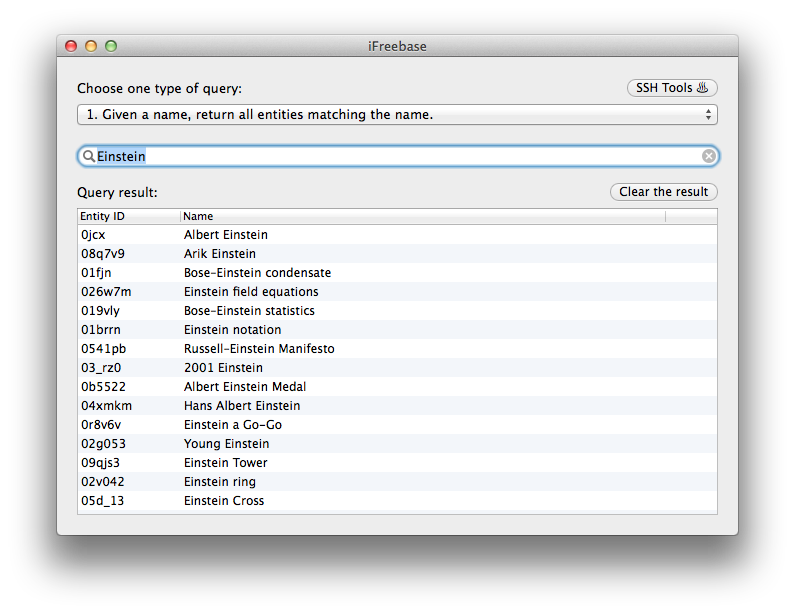 iFreebase
Choose one type of query:
SSH Tools ♨
1. Given a name, return all entities matching the name.
Einstein
Query result:
Clear the result
Entity ID Name
0jcx Albert Einstein
08q7v9 Arik Einstein
01fjn Bose-Einstein condensate
026w7m Einstein field equations
019vly Bose-Einstein statistics
01brrn Einstein notation
0541pb Russell-Einstein Manifesto
03_rz0 2001 Einstein
0b5522 Albert Einstein Medal
04xmkm Hans Albert Einstein
0r8v6v Einstein a Go-Go
02g053 Young Einstein
09qjs3 Einstein Tower
02v042 Einstein ring
05d_13 Einstein Cross